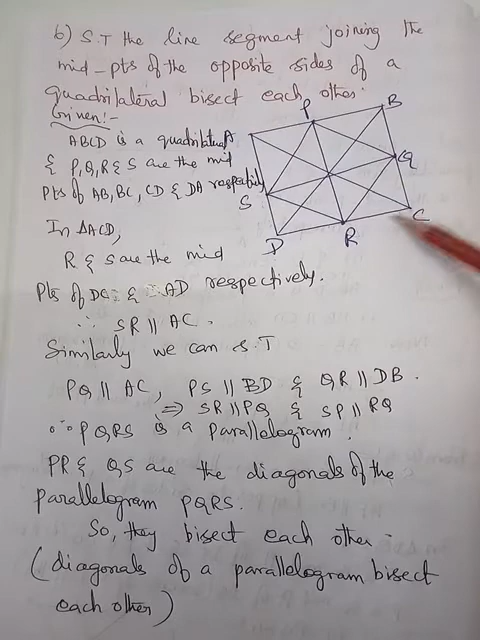 6) S.T the line segment joining the
mid-pts of the opposite sides of a
quadrilateral bisect each other.
Given:-
ABCD is a quadrilateral
& P,Q,R & S are the mid
Pts of AB, BC, CD & DA respectively
A
P
B
Q
S
C
D
R
In ΔACD,
R & S are the mid
Pts of DC & AD respectively.
∴ SR || AC.
Similarly we can S.T
PQ || AC, PS || BD & QR || DB.
⇒ SR || PQ & SP || RQ
∴ PQRS is a parallelogram.
PR & QS are the diagonals of the
parallelogram PQRS.
So, they bisect each other.
(diagonals of a parallelogram bisect
each other)